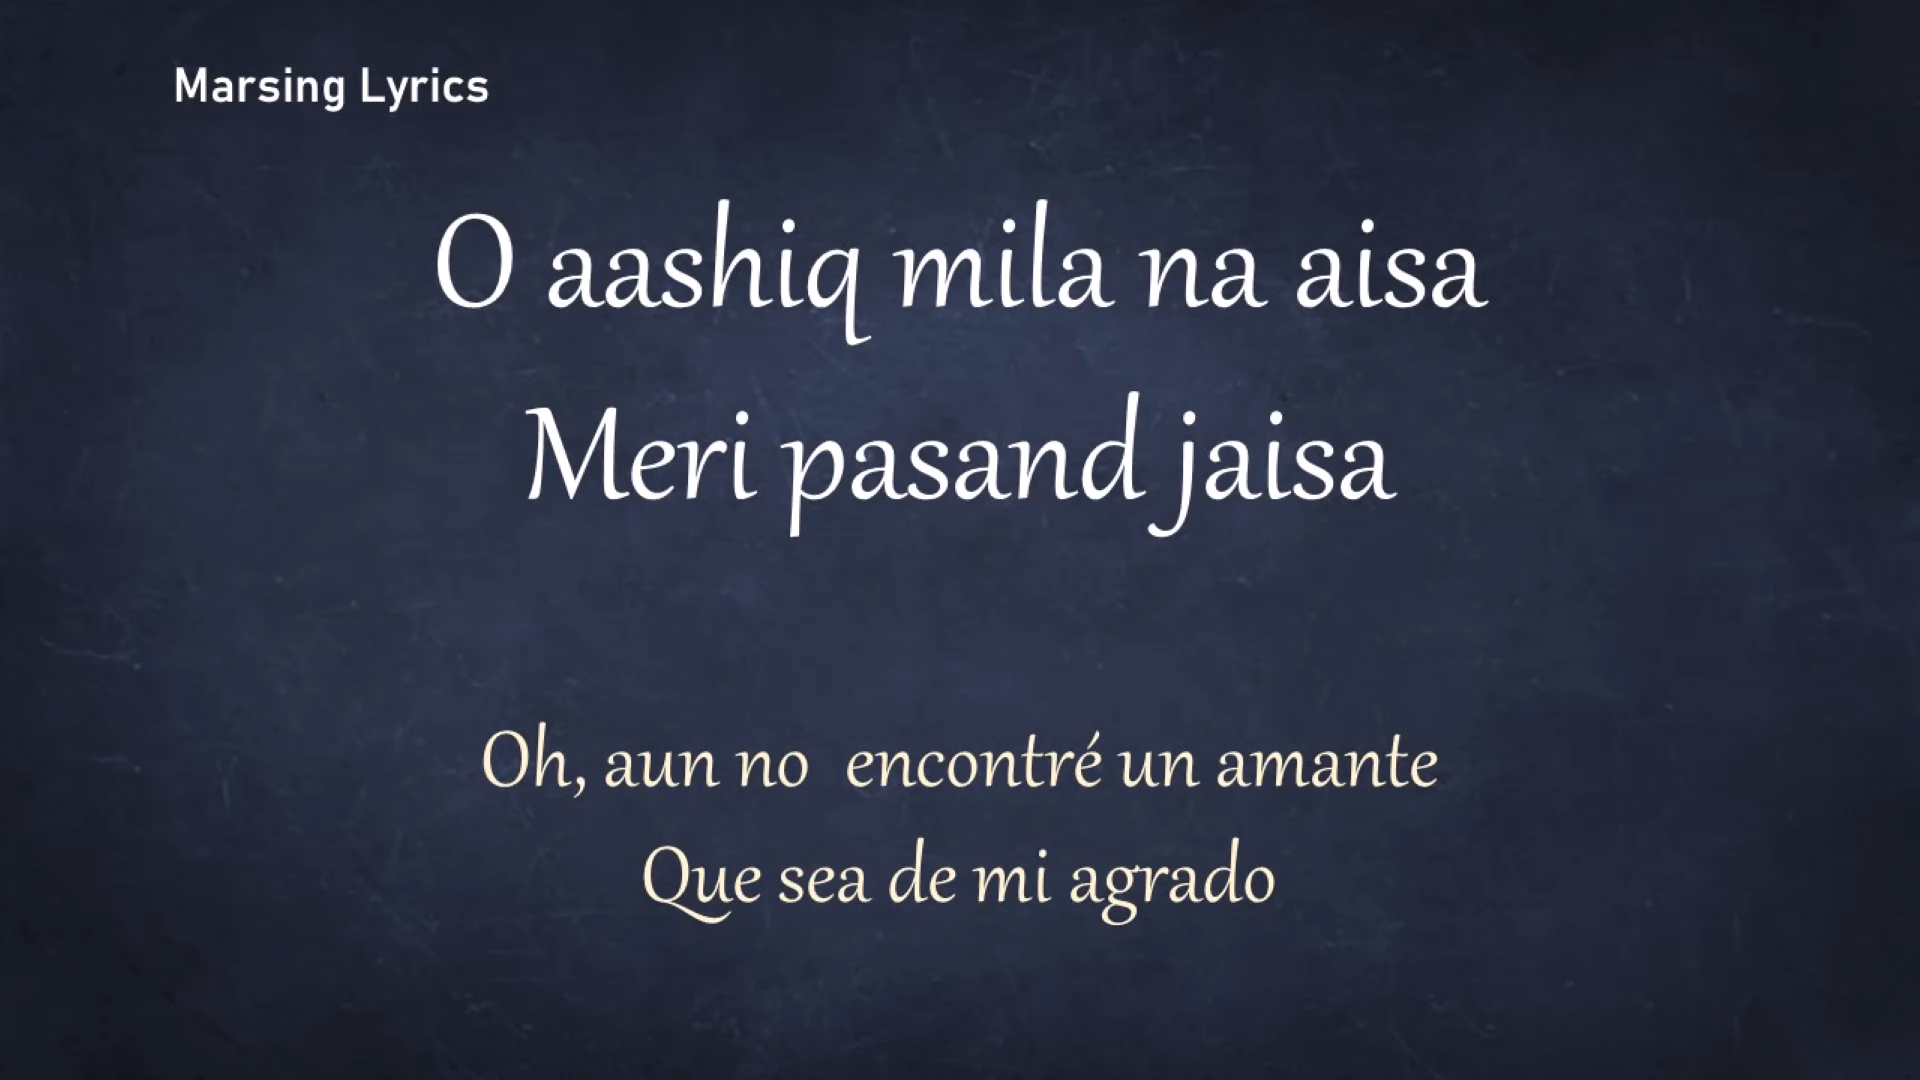 Marsing Lyrics
O aashiq mila na aisa
Meri pasand jaisa
Oh, aun no encontré un amante
Que sea de mi agrado